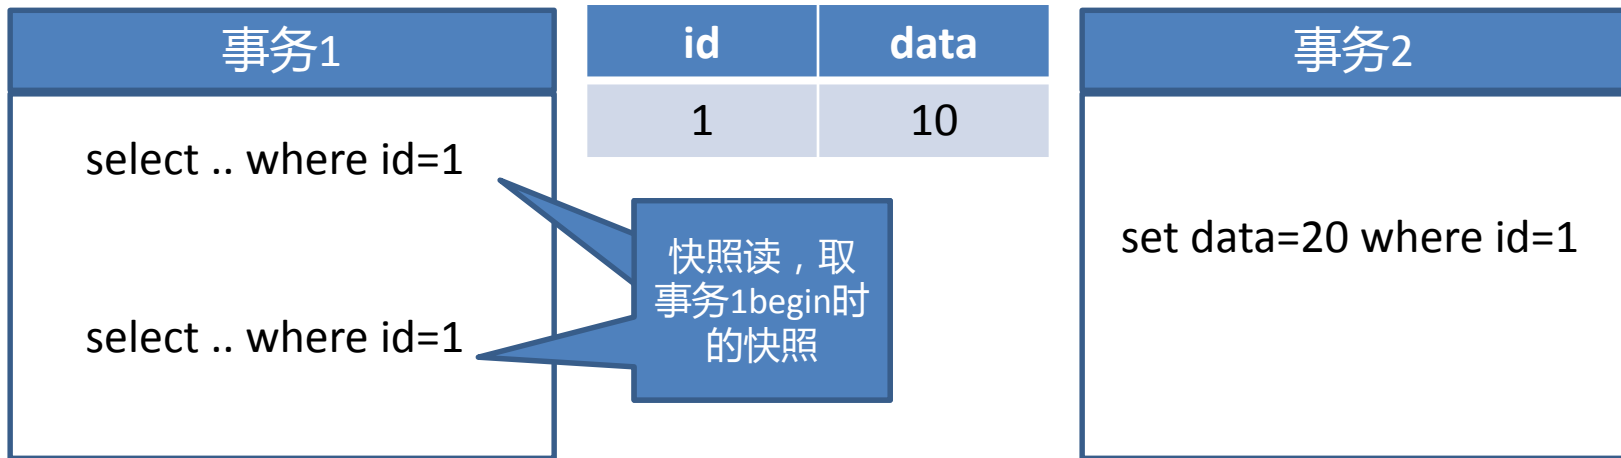 事务1
id data
1 10
事务2
select .. where id=1
select .. where id=1
快照读，取
事务1begin时
的快照
set data=20 where id=1